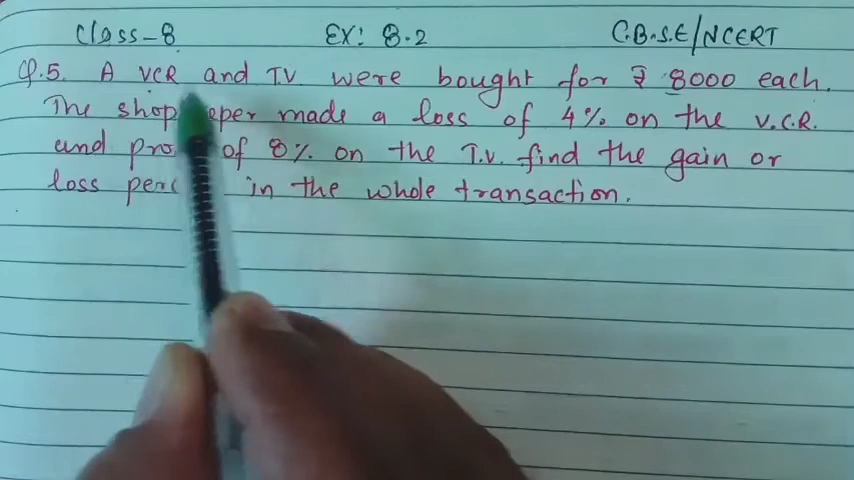 Class-8 EX: 8.2 C.B.S.E/NCERT
Q.5. A VCR and TV were bought for ₹ 8000 each.
The made a loss of 4% on the V.C.R.
and of 8% on the T.V. find the gain or
loss in the whole transaction.